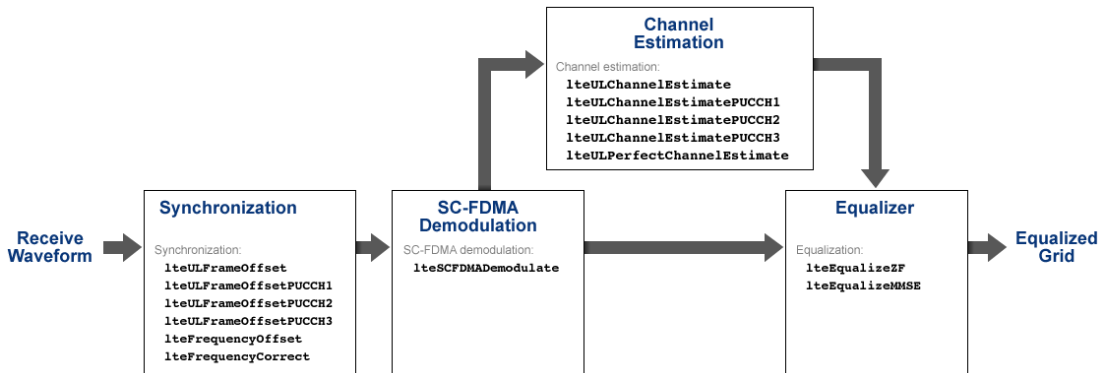 Channel
Estimation
Channel estimation:
lteULChannelEstimate
lteULChannelEstimatePUCCH1
lteULChannelEstimatePUCCH2
lteULChannelEstimatePUCCH3
lteULPerfectChannelEstimate
Receive
Waveform
Synchronization
Synchronization:
lteULFrameOffset
lteULFrameOffsetPUCCH1
lteULFrameOffsetPUCCH2
lteULFrameOffsetPUCCH3
lteFrequencyOffset
lteFrequencyCorrect
SC-FDMA
Demodulation
SC-FDMA demodulation:
lteSCFDMADemodulate
Equalizer
Equalization:
lteEqualizeZF
lteEqualizeMMSE
Equalized
Grid